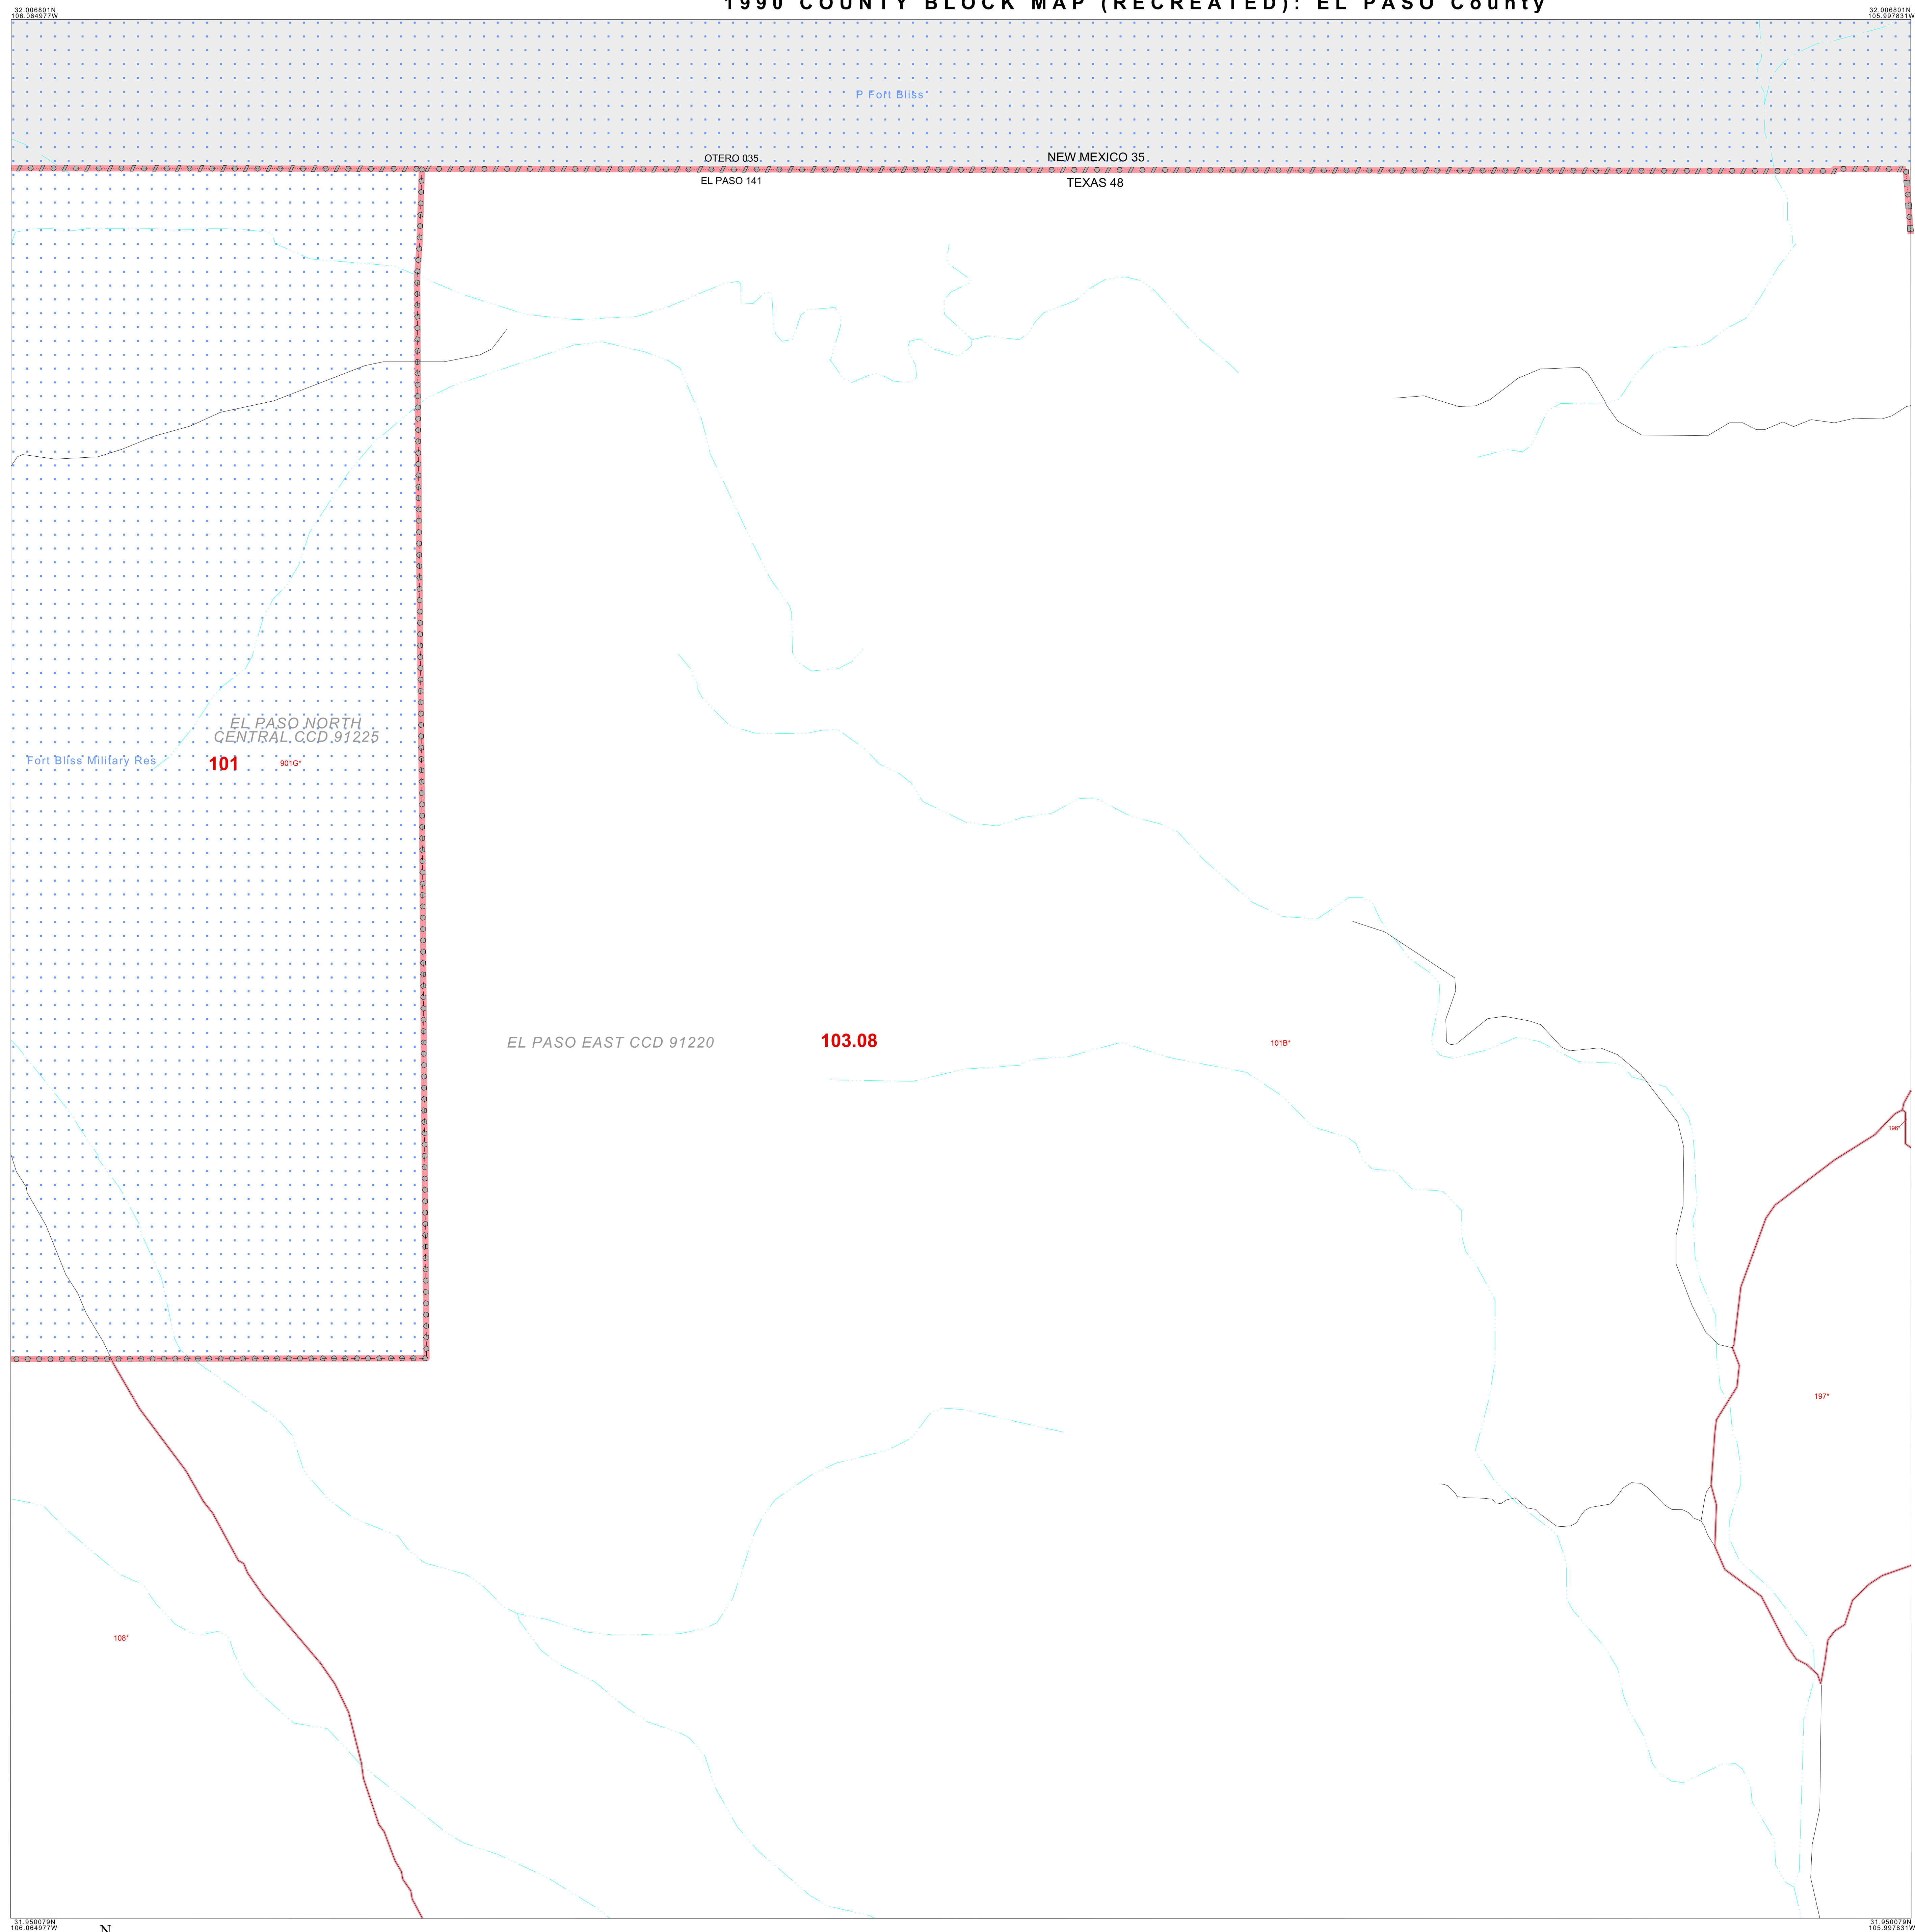 1990 COUNTY BLOCK MAP (RECREATED): EL PASO County
32.006801N
106.064977W
32.006801N
105.997831W
P Fort Bliss
OTERO 035
NEW MEXICO 35
EL PASO 141
TEXAS 48
EL PASO NORTH
CENTRAL CCD 91225
Fort Bliss Military Res
101
901G*
EL PASO EAST CCD 91220
103.08
101B*
196*
197*
108*
31.950079N
106.064977W
N
31.950079N
105.997831W